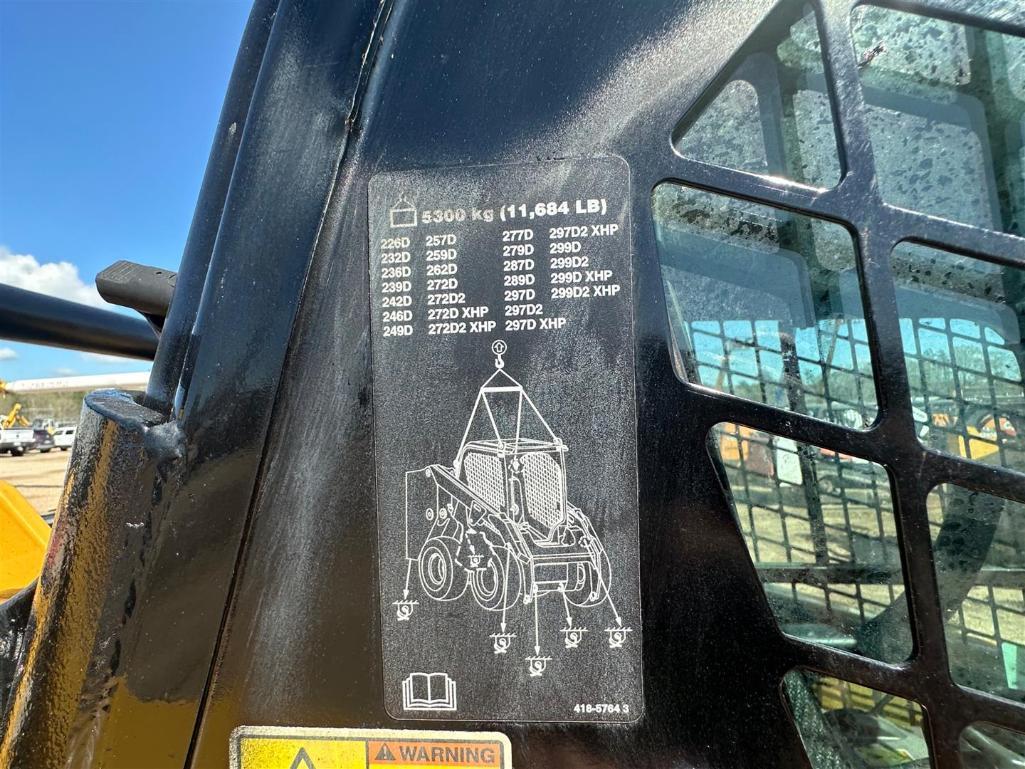 5300 kg (11,684 LB)
226D 257D 277D 297D2 XHP
232D 259D 279D 299D
236D 262D 287D 299D2
239D 272D 289D 299D XHP
242D 272D2 297D 299D2 XHP
246D 272D XHP 297D2
249D 272D2 XHP 297D XHP
418-5764 3
WARNING